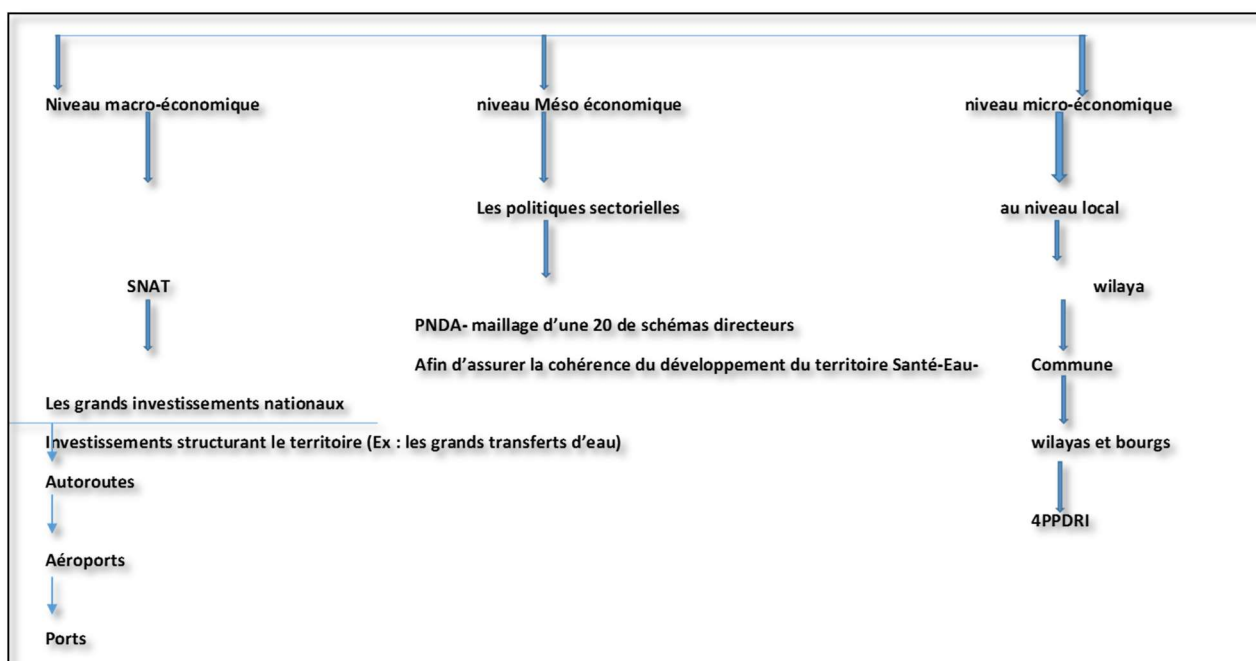 Niveau macro-économique
niveau Méso économique
niveau micro-économique
Les politiques sectorielles
au niveau local
SNAT
wilaya
PNDA- maillage d’une 20 de schémas directeurs
Afin d’assurer la cohérence du développement du territoire Santé-Eau-
Commune
Les grands investissements nationaux
Investissements structurant le territoire (Ex : les grands transferts d’eau)
wilayas et bourgs
Autoroutes
4PPDRI
Aéroports
Ports